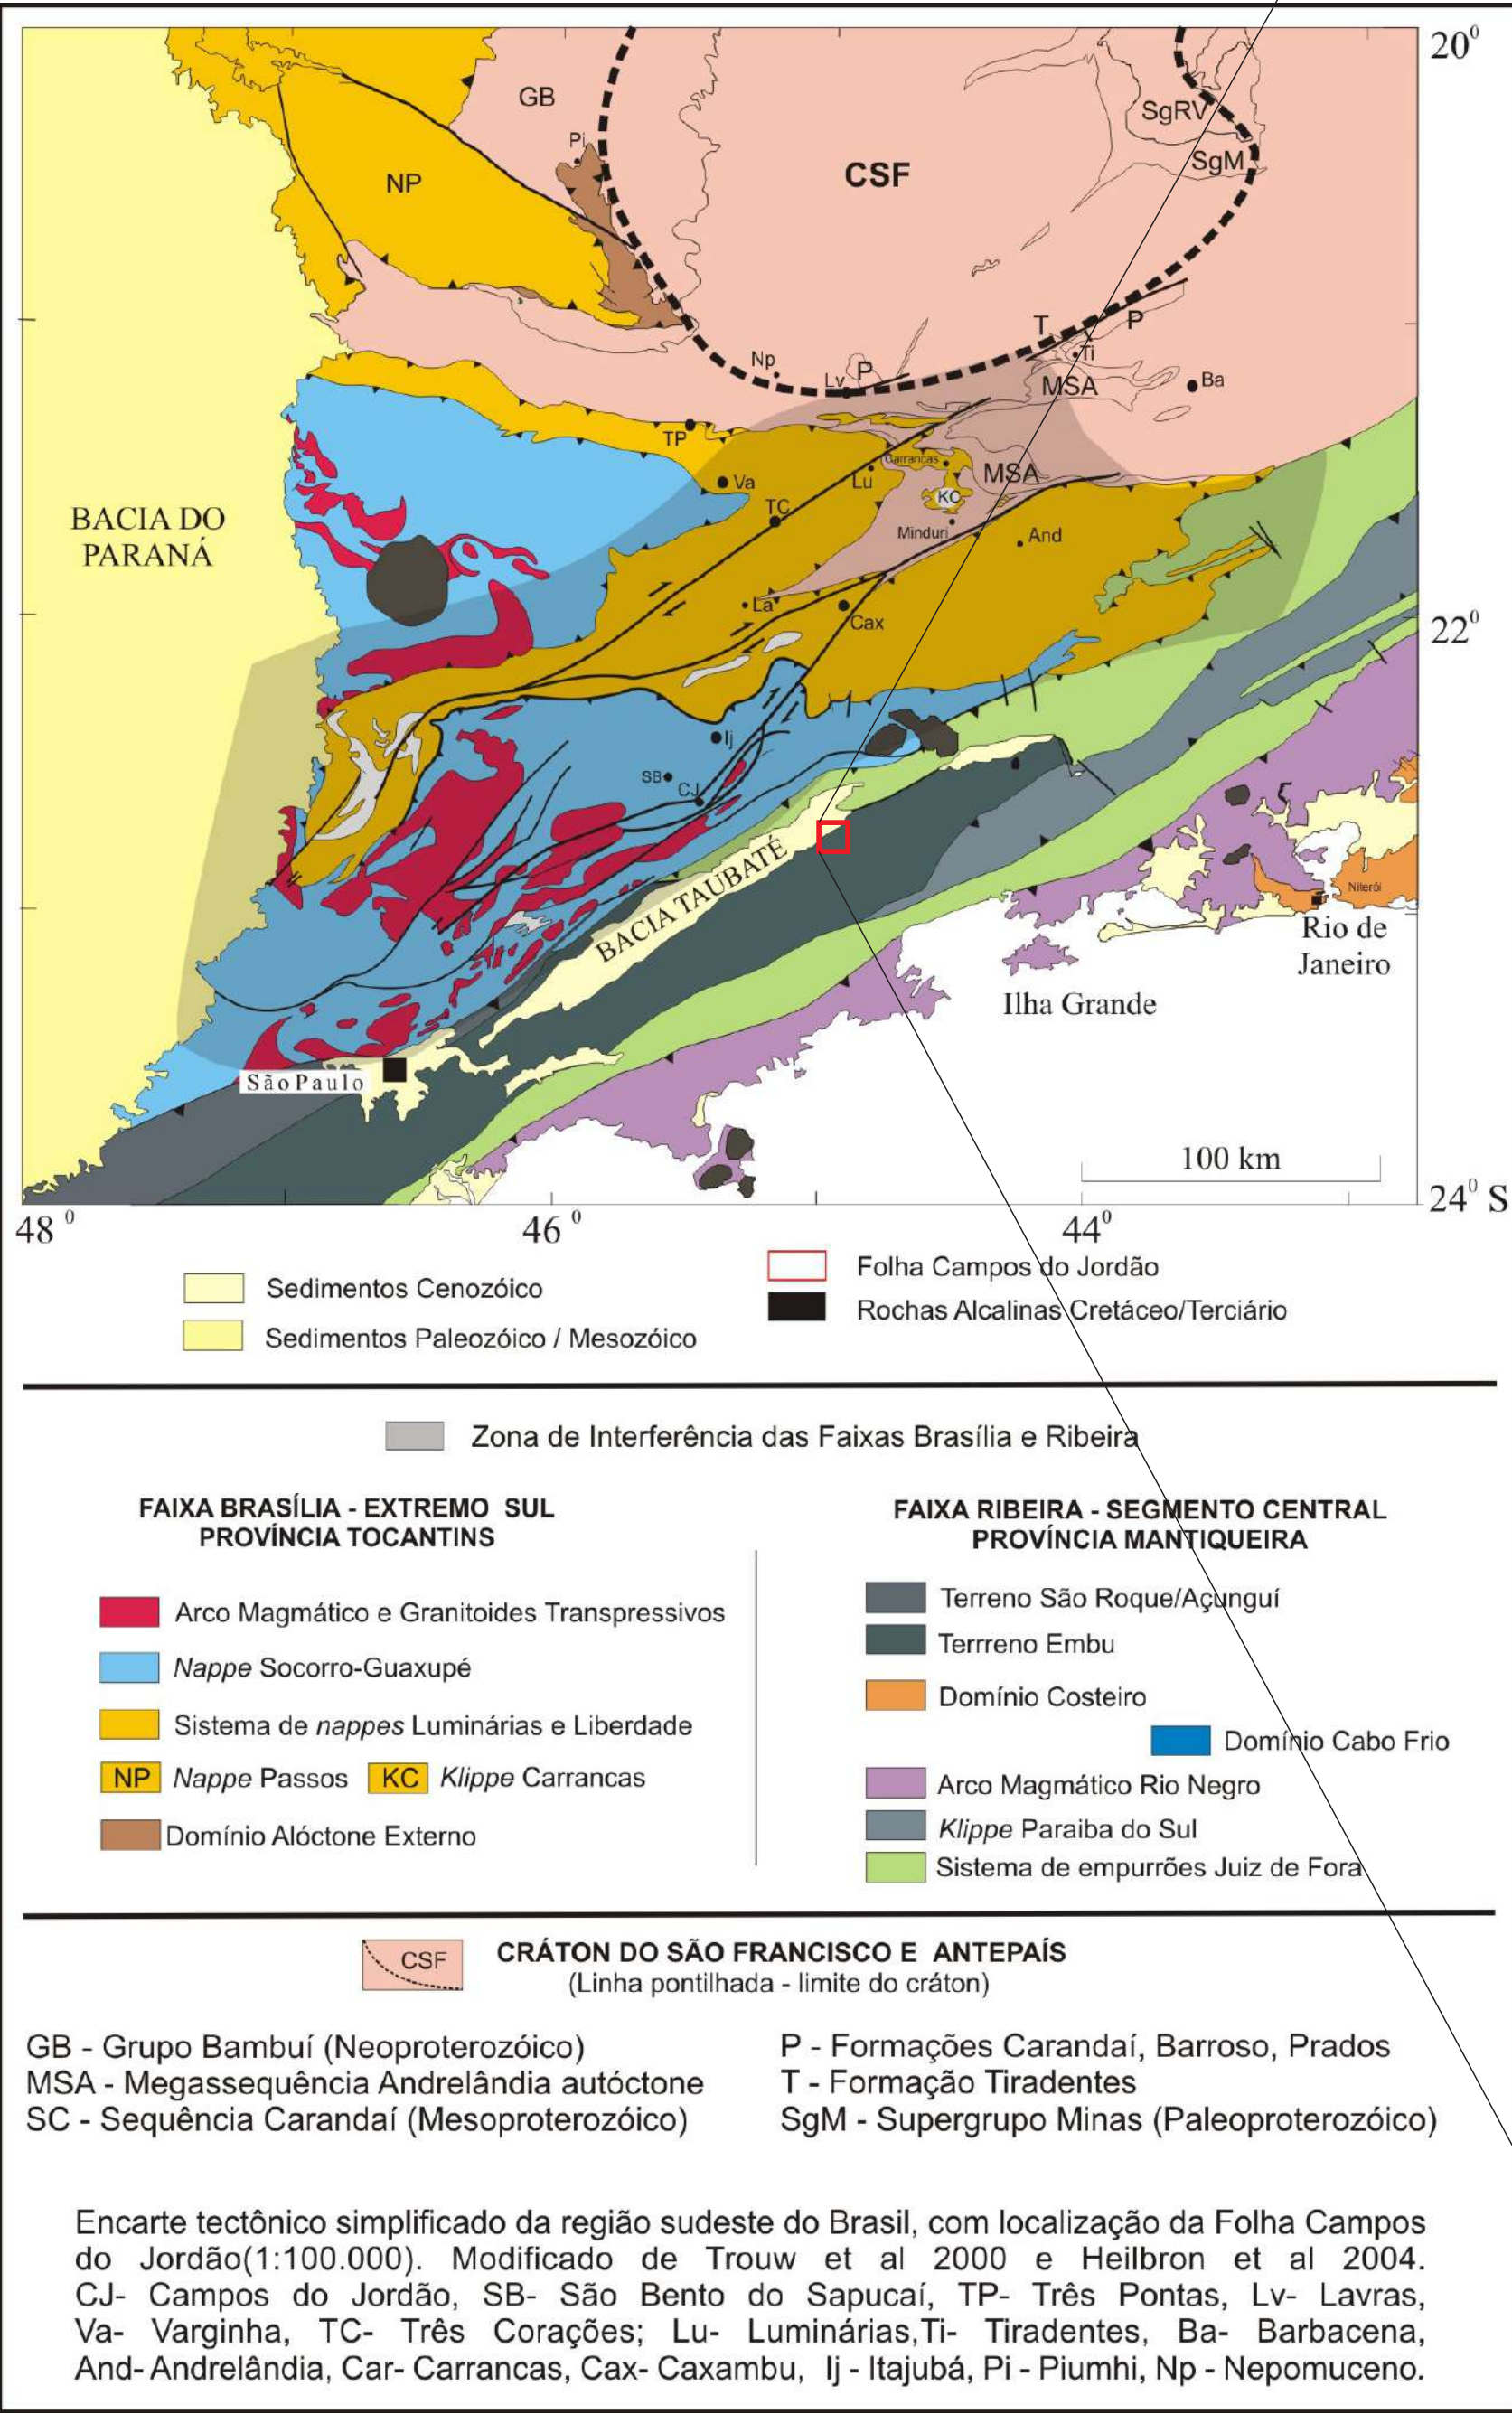 20⁰
GB
SgRV
Pi
SgM
CSF
NP
T
P
Np
Ti
P
Lv
MSA
Ba
TP
Carrancas
MSA
Va
Lu
KC
TC
BACIA DO
PARANÁ
Minduri
And
La
Cax
22⁰
Ij
SB
CJ
BACIA TAUBATÉ
Niterói
Rio de
Janeiro
Ilha Grande
São Paulo
100 km
24⁰ S
48 ⁰
46 ⁰
44⁰
Sedimentos Cenozóico
Sedimentos Paleozóico / Mesozóico
Folha Campos do Jordão
Rochas Alcalinas Cretáceo/Terciário
Zona de Interferência das Faixas Brasília e Ribeira
FAIXA BRASÍLIA - EXTREMO SUL
PROVÍNCIA TOCANTINS
Arco Magmático e Granitoides Transpressivos
Nappe Socorro-Guaxupé
Sistema de nappes Luminárias e Liberdade
NP Nappe Passos KC Klippe Carrancas
Domínio Alóctone Externo
FAIXA RIBEIRA - SEGMENTO CENTRAL
PROVÍNCIA MANTIQUEIRA
Terreno São Roque/Açunguí
Terrreno Embu
Domínio Costeiro
Domínio Cabo Frio
Arco Magmático Rio Negro
Klippe Paraiba do Sul
Sistema de empurrões Juiz de Fora
CSF
CRÁTON DO SÃO FRANCISCO E ANTEPAÍS
(Linha pontilhada - limite do cráton)
GB - Grupo Bambuí (Neoproterozóico)
MSA - Megassequência Andrelândia autóctone
SC - Sequência Carandaí (Mesoproterozóico)
P - Formações Carandaí, Barroso, Prados
T - Formação Tiradentes
SgM - Supergrupo Minas (Paleoproterozóico)
Encarte tectônico simplificado da região sudeste do Brasil, com localização da Folha Campos
do Jordão(1:100.000). Modificado de Trouw et al 2000 e Heilbron et al 2004.
CJ- Campos do Jordão, SB- São Bento do Sapucaí, TP- Três Pontas, Lv- Lavras,
Va- Varginha, TC- Três Corações; Lu- Luminárias,Ti- Tiradentes, Ba- Barbacena,
And- Andrelândia, Car- Carrancas, Cax- Caxambu, Ij - Itajubá, Pi - Piumhi, Np - Nepomuceno.